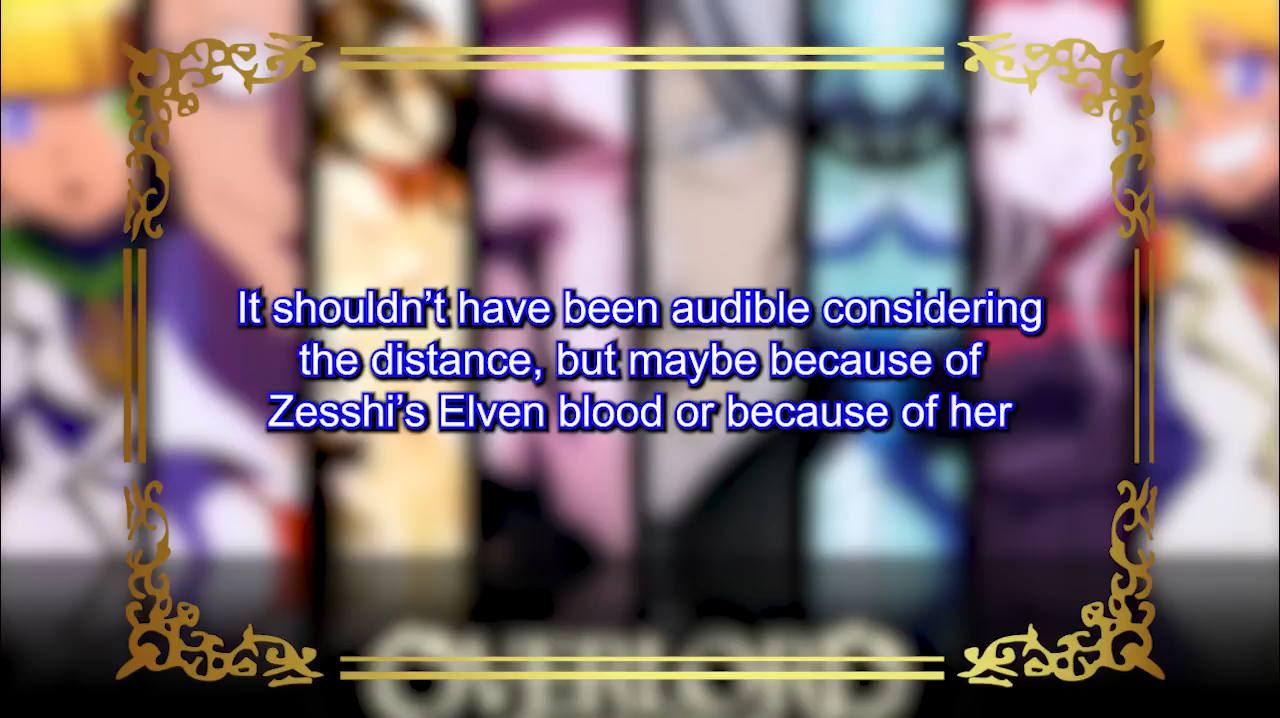 It shouldn’t have been audible considering
the distance, but maybe because of
Zesshi’s Elven blood or because of her
OVERLORD